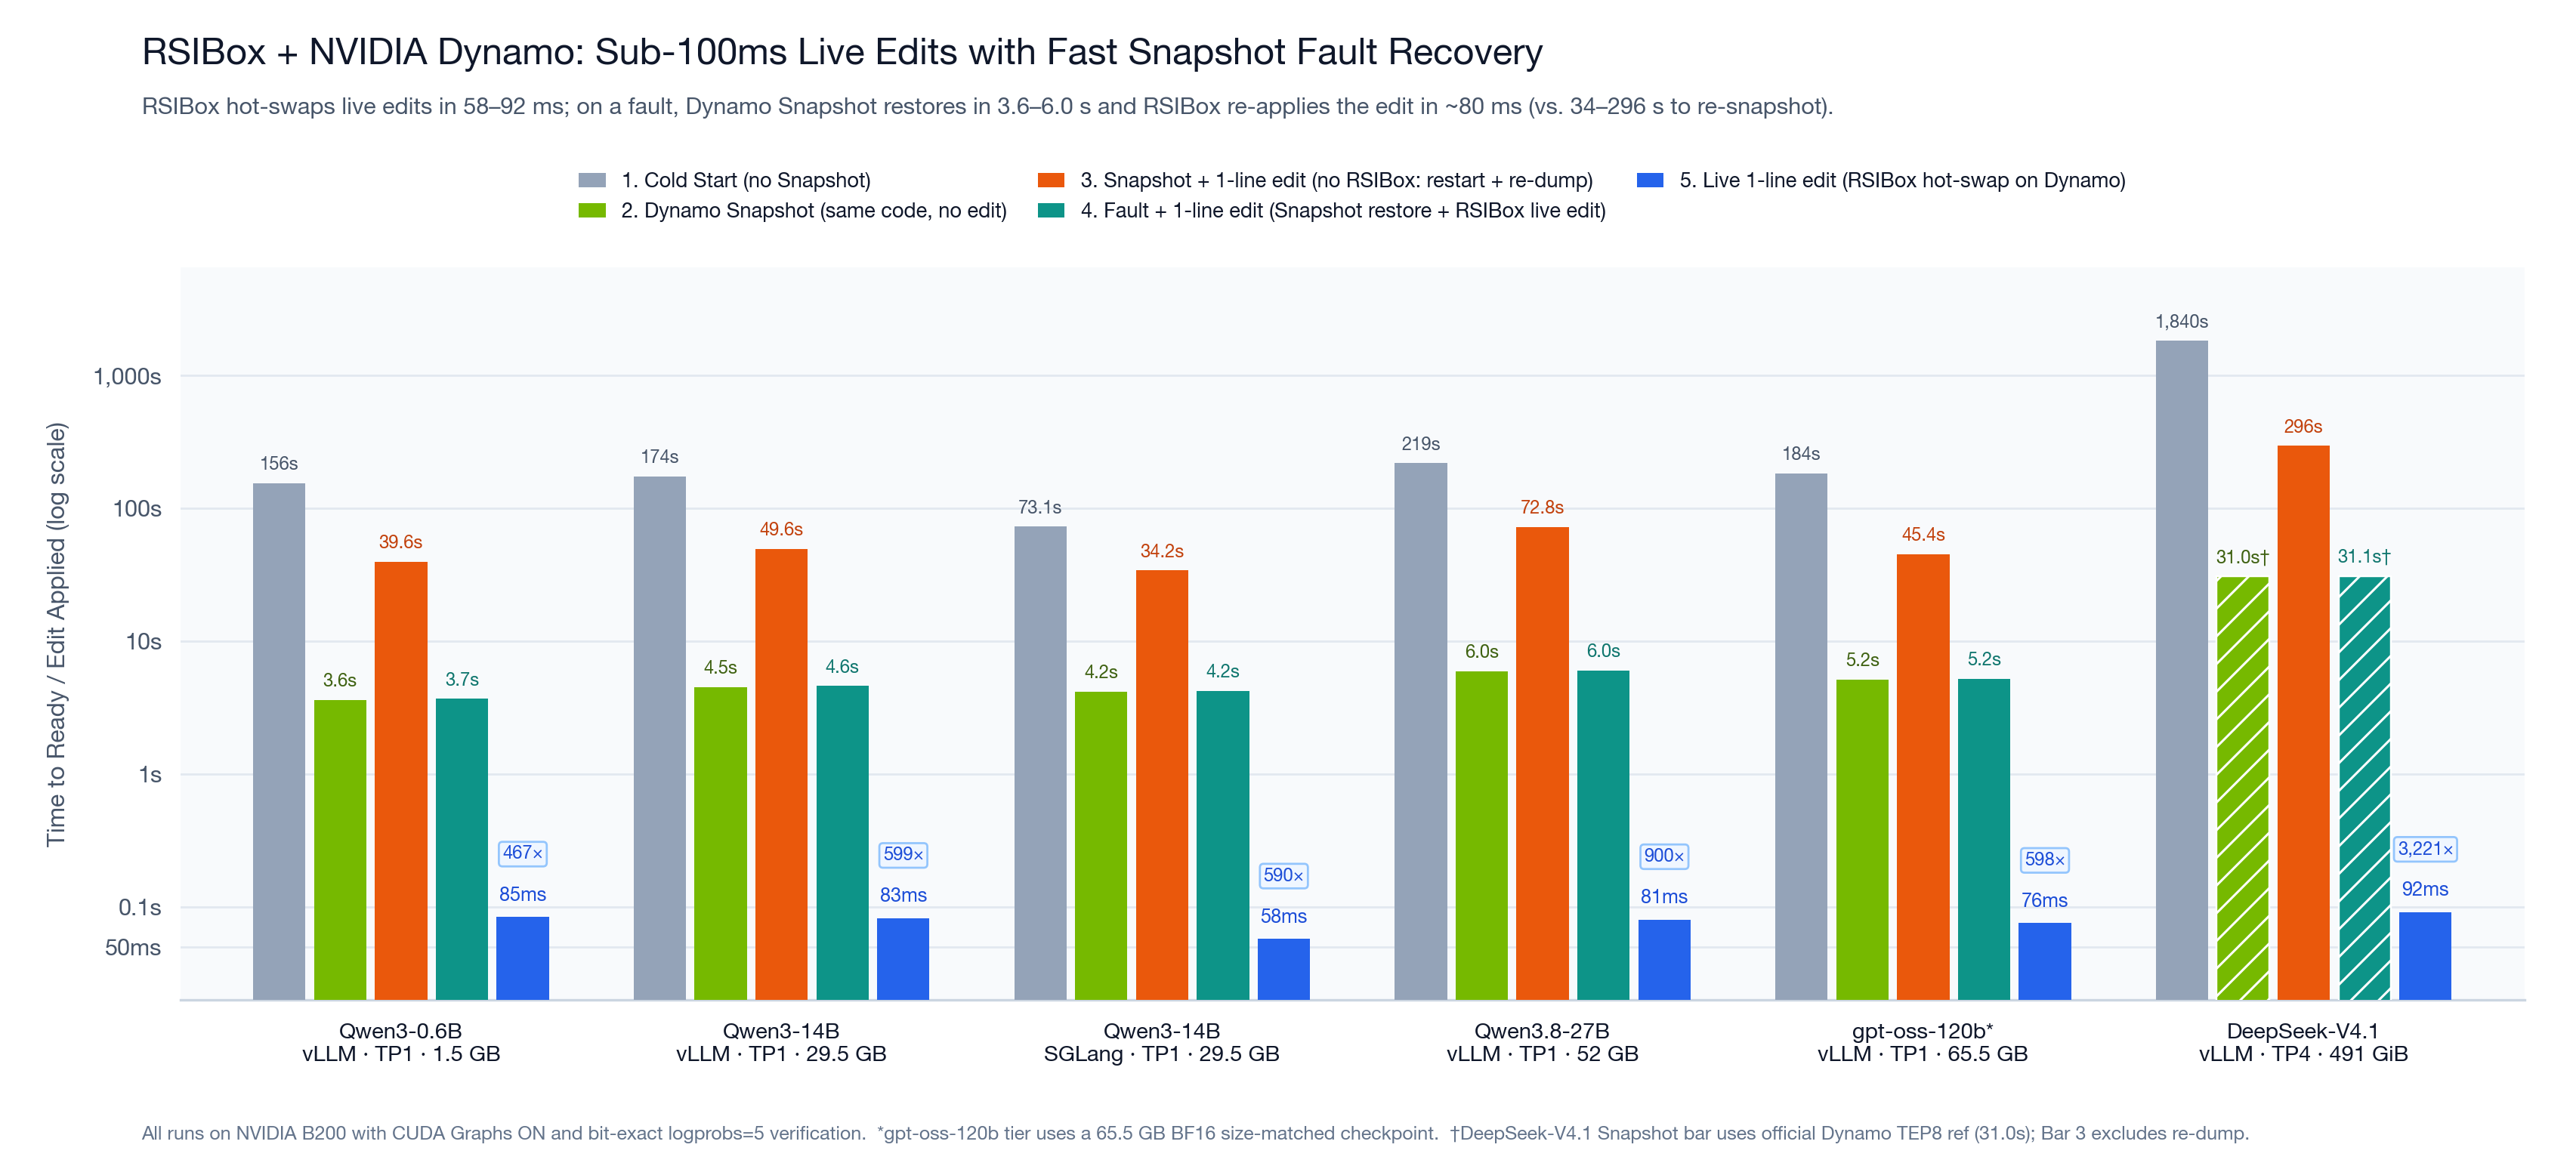 RSIBox + NVIDIA Dynamo: Sub-100ms Live Edits with Fast Snapshot Fault Recovery
RSIBox hot-swaps live edits in 58–92 ms; on a fault, Dynamo Snapshot restores in 3.6–6.0 s and RSIBox re-applies the edit in ~80 ms (vs. 34–296 s to re-snapshot).
1. Cold Start (no Snapshot)
2. Dynamo Snapshot (same code, no edit)
3. Snapshot + 1-line edit (no RSIBox: restart + re-dump)
4. Fault + 1-line edit (Snapshot restore + RSIBox live edit)
5. Live 1-line edit (RSIBox hot-swap on Dynamo)
Time to Ready / Edit Applied (log scale)
1,000s
100s
10s
1s
0.1s
50ms
156s
3.6s
39.6s
3.7s
467×
85ms
174s
4.5s
49.6s
4.6s
599×
83ms
73.1s
4.2s
34.2s
4.2s
590×
58ms
219s
6.0s
72.8s
6.0s
900×
81ms
184s
5.2s
45.4s
5.2s
598×
76ms
1,840s
31.0s†
296s
31.1s†
3,221×
92ms
Qwen3-0.6B
vLLM · TP1 · 1.5 GB
Qwen3-14B
vLLM · TP1 · 29.5 GB
Qwen3-14B
SGLang · TP1 · 29.5 GB
Qwen3.8-27B
vLLM · TP1 · 52 GB
gpt-oss-120b*
vLLM · TP1 · 65.5 GB
DeepSeek-V4.1
vLLM · TP4 · 491 GiB
All runs on NVIDIA B200 with CUDA Graphs ON and bit-exact logprobs=5 verification. *gpt-oss-120b tier uses a 65.5 GB BF16 size-matched checkpoint. †DeepSeek-V4.1 Snapshot bar uses official Dynamo TEP8 ref (31.0s); Bar 3 excludes re-dump.